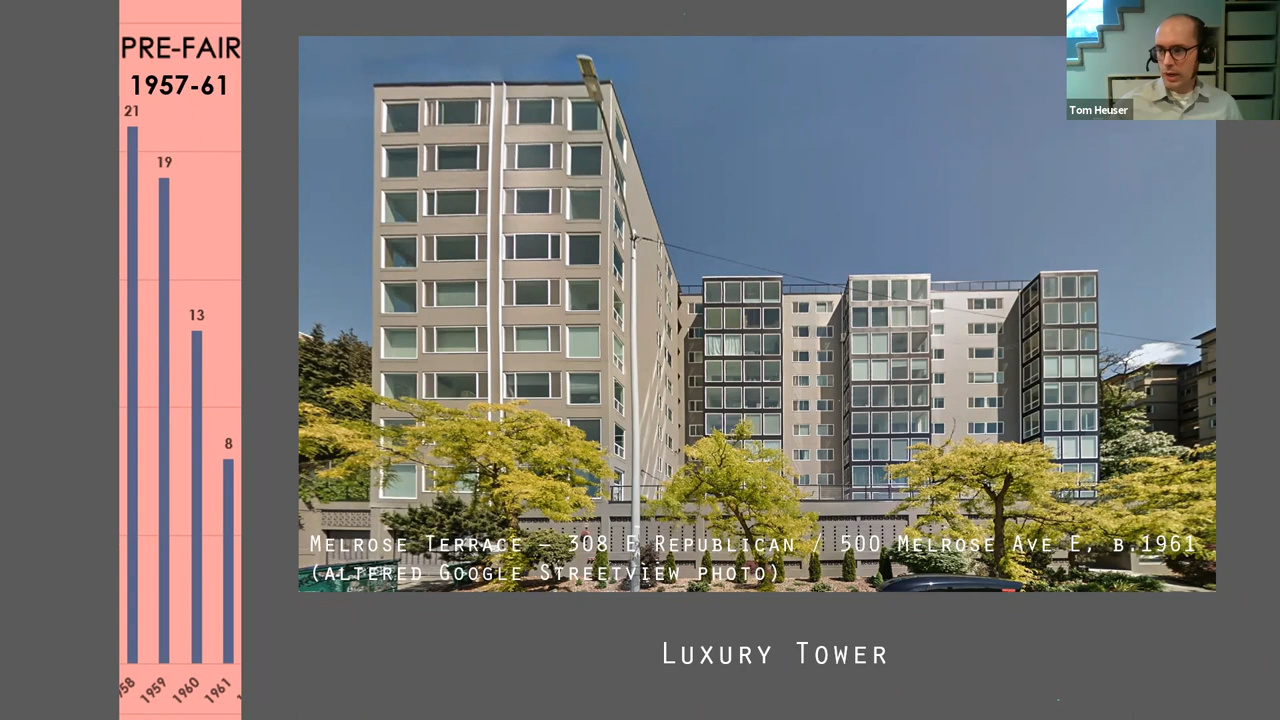 PRE-FAIR
1957-61
21
19
13
8
58
1959
1960
1961
Tom Heuser
Melrose Terrace – 308 E Republican / 500 Melrose Ave E, b.1961
(altered Google Streetview photo)
Luxury Tower